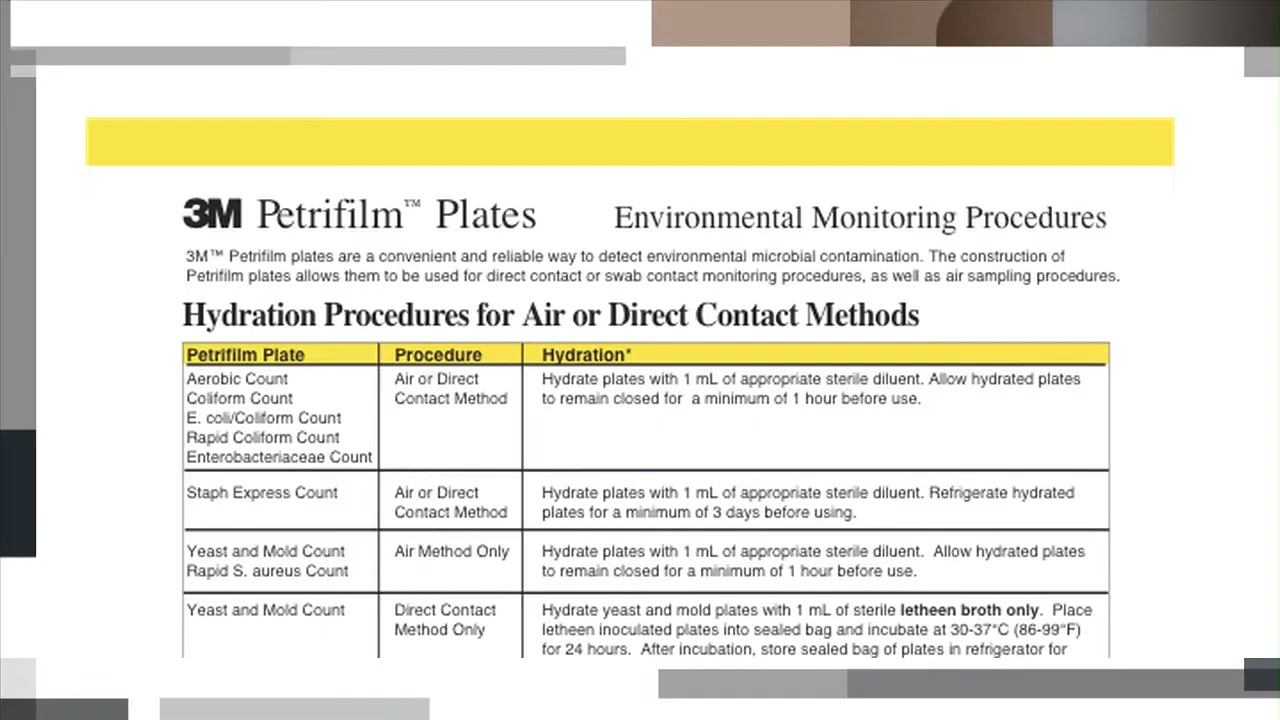 3M Petrifilm™ Plates
Environmental Monitoring Procedures
3M™ Petrifilm plates are a convenient and reliable way to detect environmental microbial contamination. The construction of
Petrifilm plates allows them to be used for direct contact or swab contact monitoring procedures, as well as air sampling procedures.
Hydration Procedures for Air or Direct Contact Methods
Petrifilm Plate Procedure Hydration*
Aerobic Count
Coliform Count
E. coli/Coliform Count
Rapid Coliform Count
Enterobacteriaceae Count
Air or Direct
Contact Method
Hydrate plates with 1 mL of appropriate sterile diluent. Allow hydrated plates
to remain closed for a minimum of 1 hour before use.
Staph Express Count
Air or Direct
Contact Method
Hydrate plates with 1 mL of appropriate sterile diluent. Refrigerate hydrated
plates for a minimum of 3 days before using.
Yeast and Mold Count
Rapid S. aureus Count
Air Method Only
Hydrate plates with 1 mL of appropriate sterile diluent. Allow hydrated plates
to remain closed for a minimum of 1 hour before use.
Yeast and Mold Count
Direct Contact
Method Only
Hydrate yeast and mold plates with 1 mL of sterile letheen broth only. Place
letheen inoculated plates into sealed bag and incubate at 30-37°C (86-99°F)
for 24 hours. After incubation, store sealed bag of plates in refrigerator for